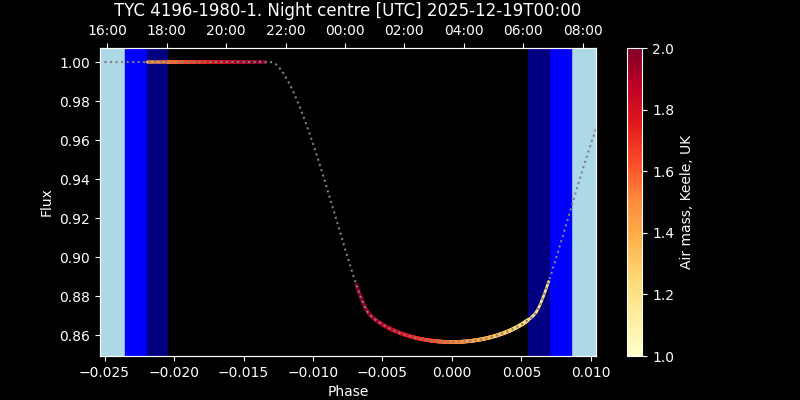 TYC 4196-1980-1. Night centre [UTC] 2025-12-19T00:00
16:00 18:00 20:00 22:00 00:00 02:00 04:00 06:00 08:00
1.00
0.98
0.96
0.94
0.92
0.90
0.88
0.86
Flux
−0.025 −0.020 −0.015 −0.010 −0.005 0.000 0.005 0.010
Phase
2.0
1.8
1.6
1.4
1.2
1.0
Air mass, Keele, UK